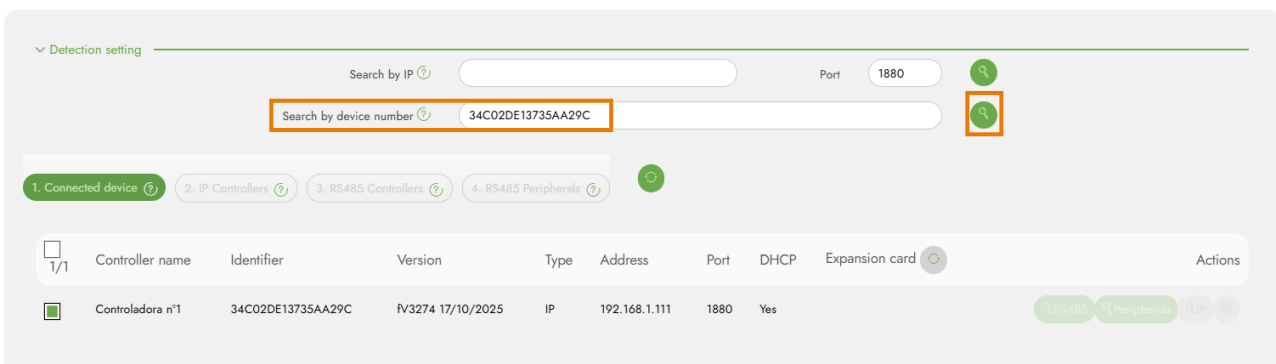 Detection setting
Search by IP ? Port 1880
Search by device number ? 34C02DE13735AA29C
1. Connected device ? 2. IP Controllers ? 3. RS485 Controllers ? 4. RS485 Peripherals ?
1/1 Controller name Identifier Version Type Address Port DHCP Expansion card Actions
Controladora n°1 34C02DE13735AA29C fV3274 17/10/2025 IP 192.168.1.111 1880 Yes RS485 Peripherals IP